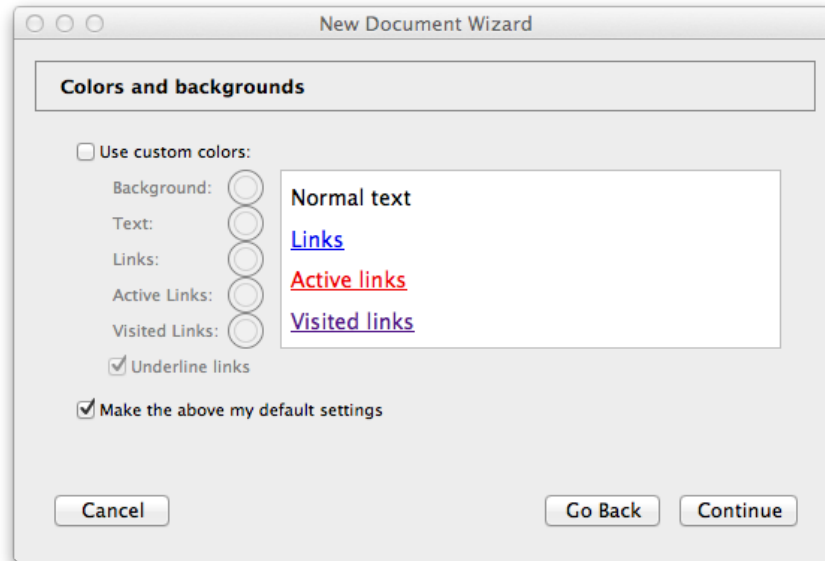 New Document Wizard
Colors and backgrounds
Use custom colors:
Background:
Text:
Links:
Active Links:
Visited Links:
Normal text
Links
Active links
Visited links
Underline links
Make the above my default settings
Cancel
Go Back
Continue